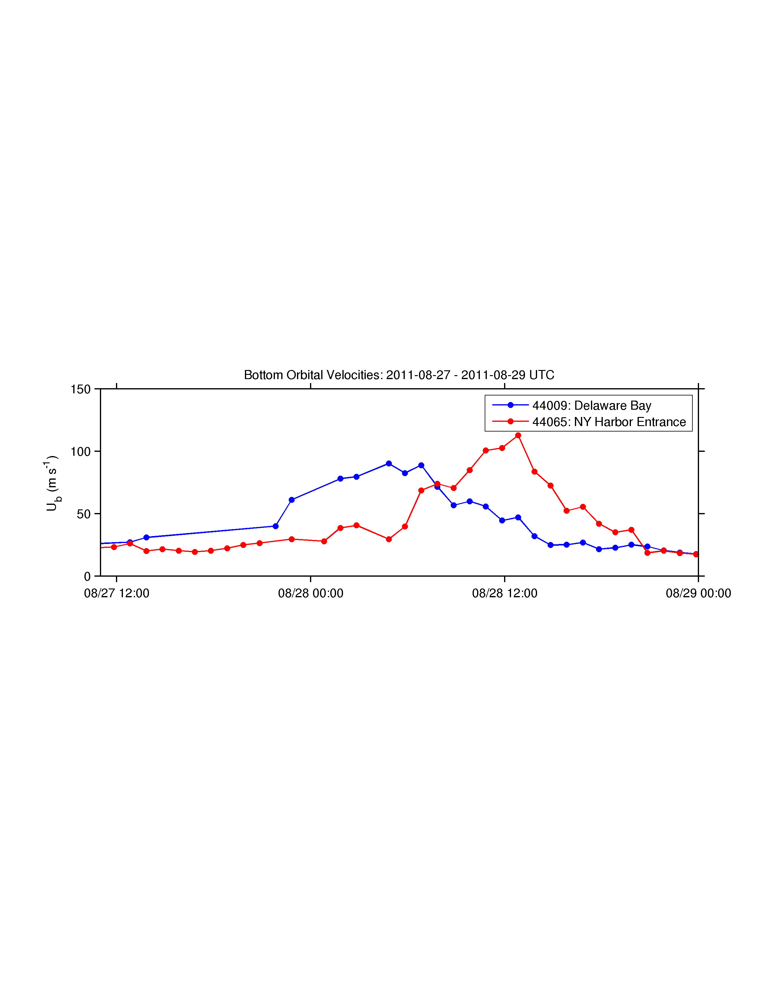 Bottom Orbital Velocities: 2011-08-27 - 2011-08-29 UTC
150
100
50
0
U_b (m s^-1)
44009: Delaware Bay
44065: NY Harbor Entrance
08/27 12:00 08/28 00:00 08/28 12:00 08/29 00:00